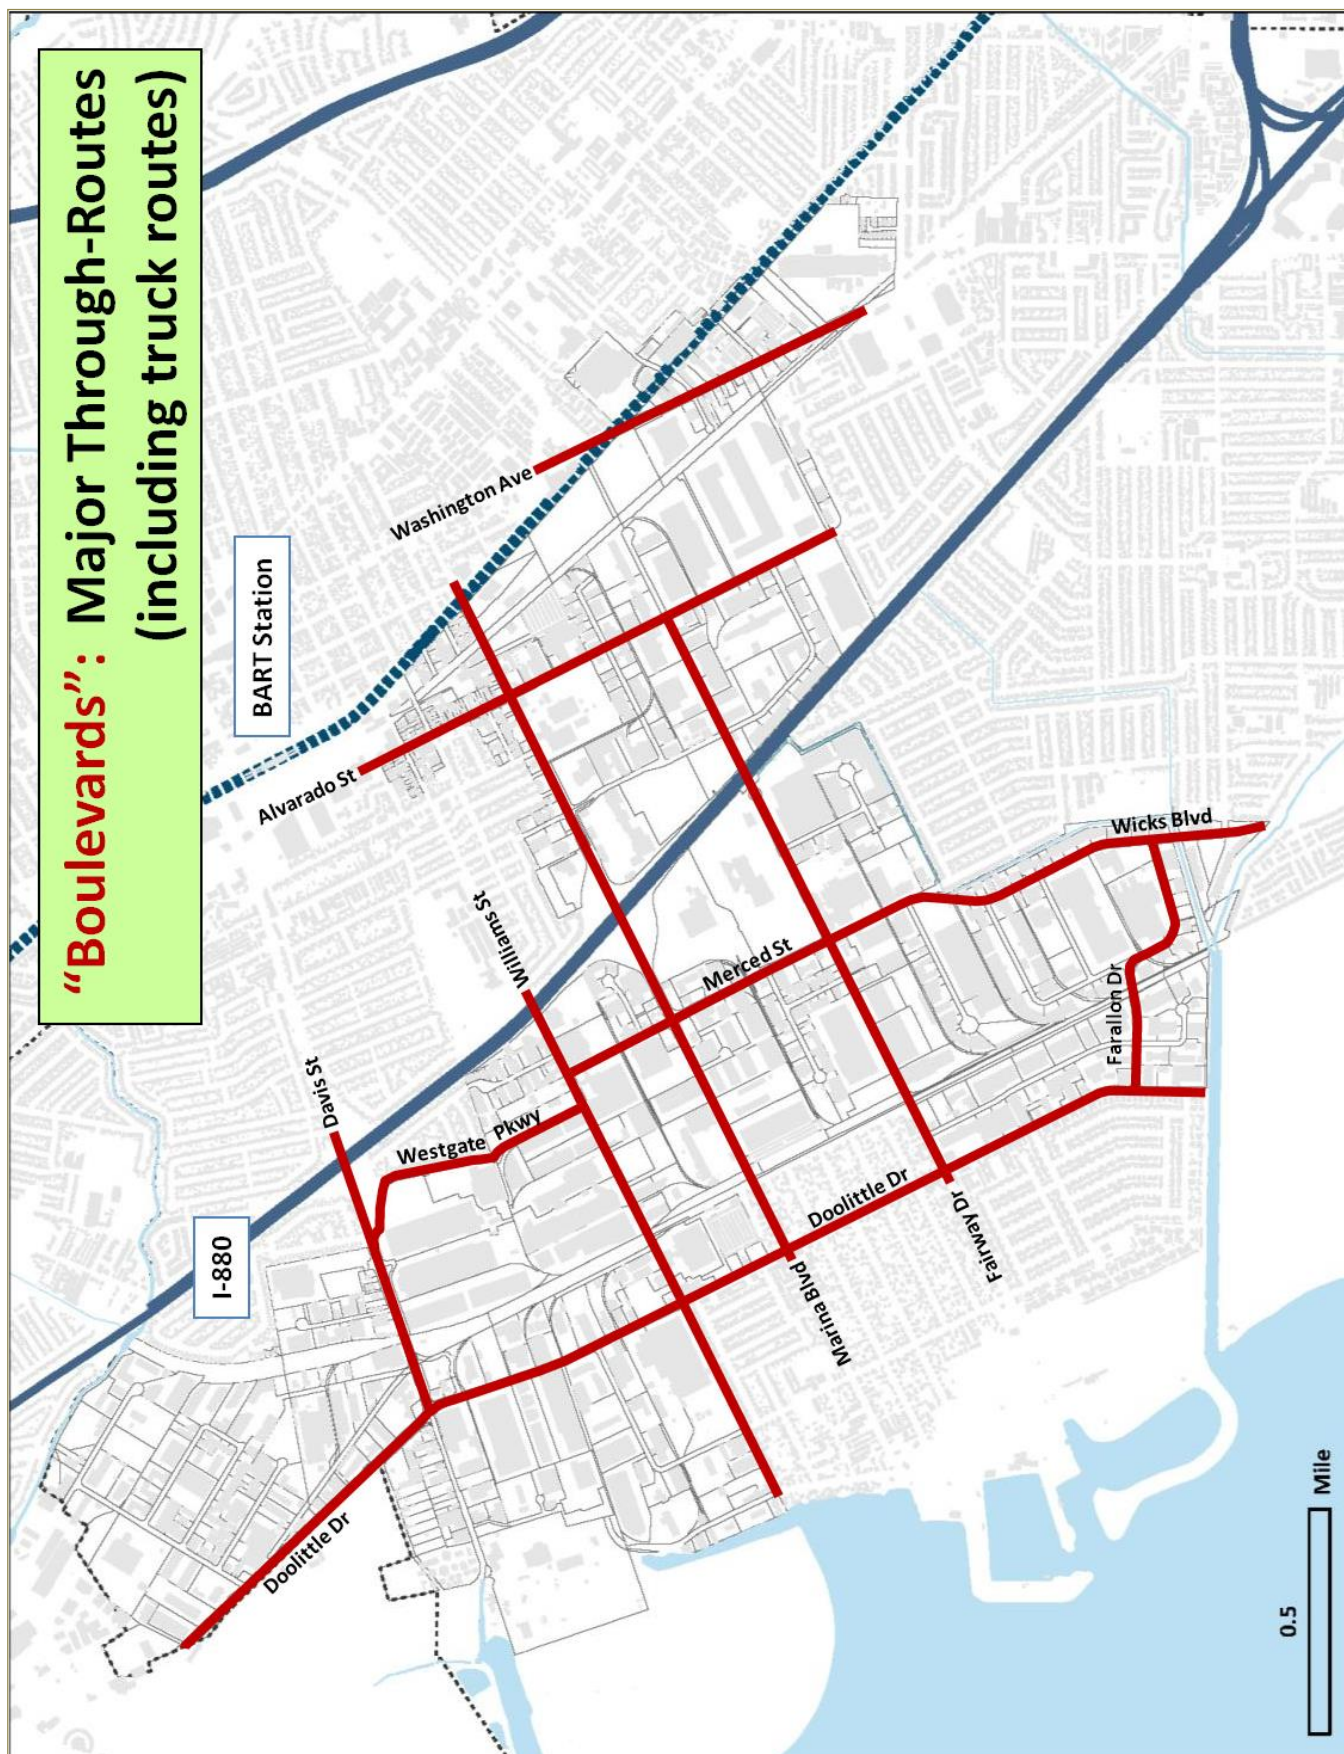 “Boulevards”: Major Through-Routes
(including truck routes)
BART Station
I-880
Washington Ave
Alvarado St
Williams St
Davis St
Westgate Pkwy
Merced St
Wicks Blvd
Farallon Dr
Doolittle Dr
Fairway Dr
Marina Blvd
Doolittle Dr
0.5
Mile